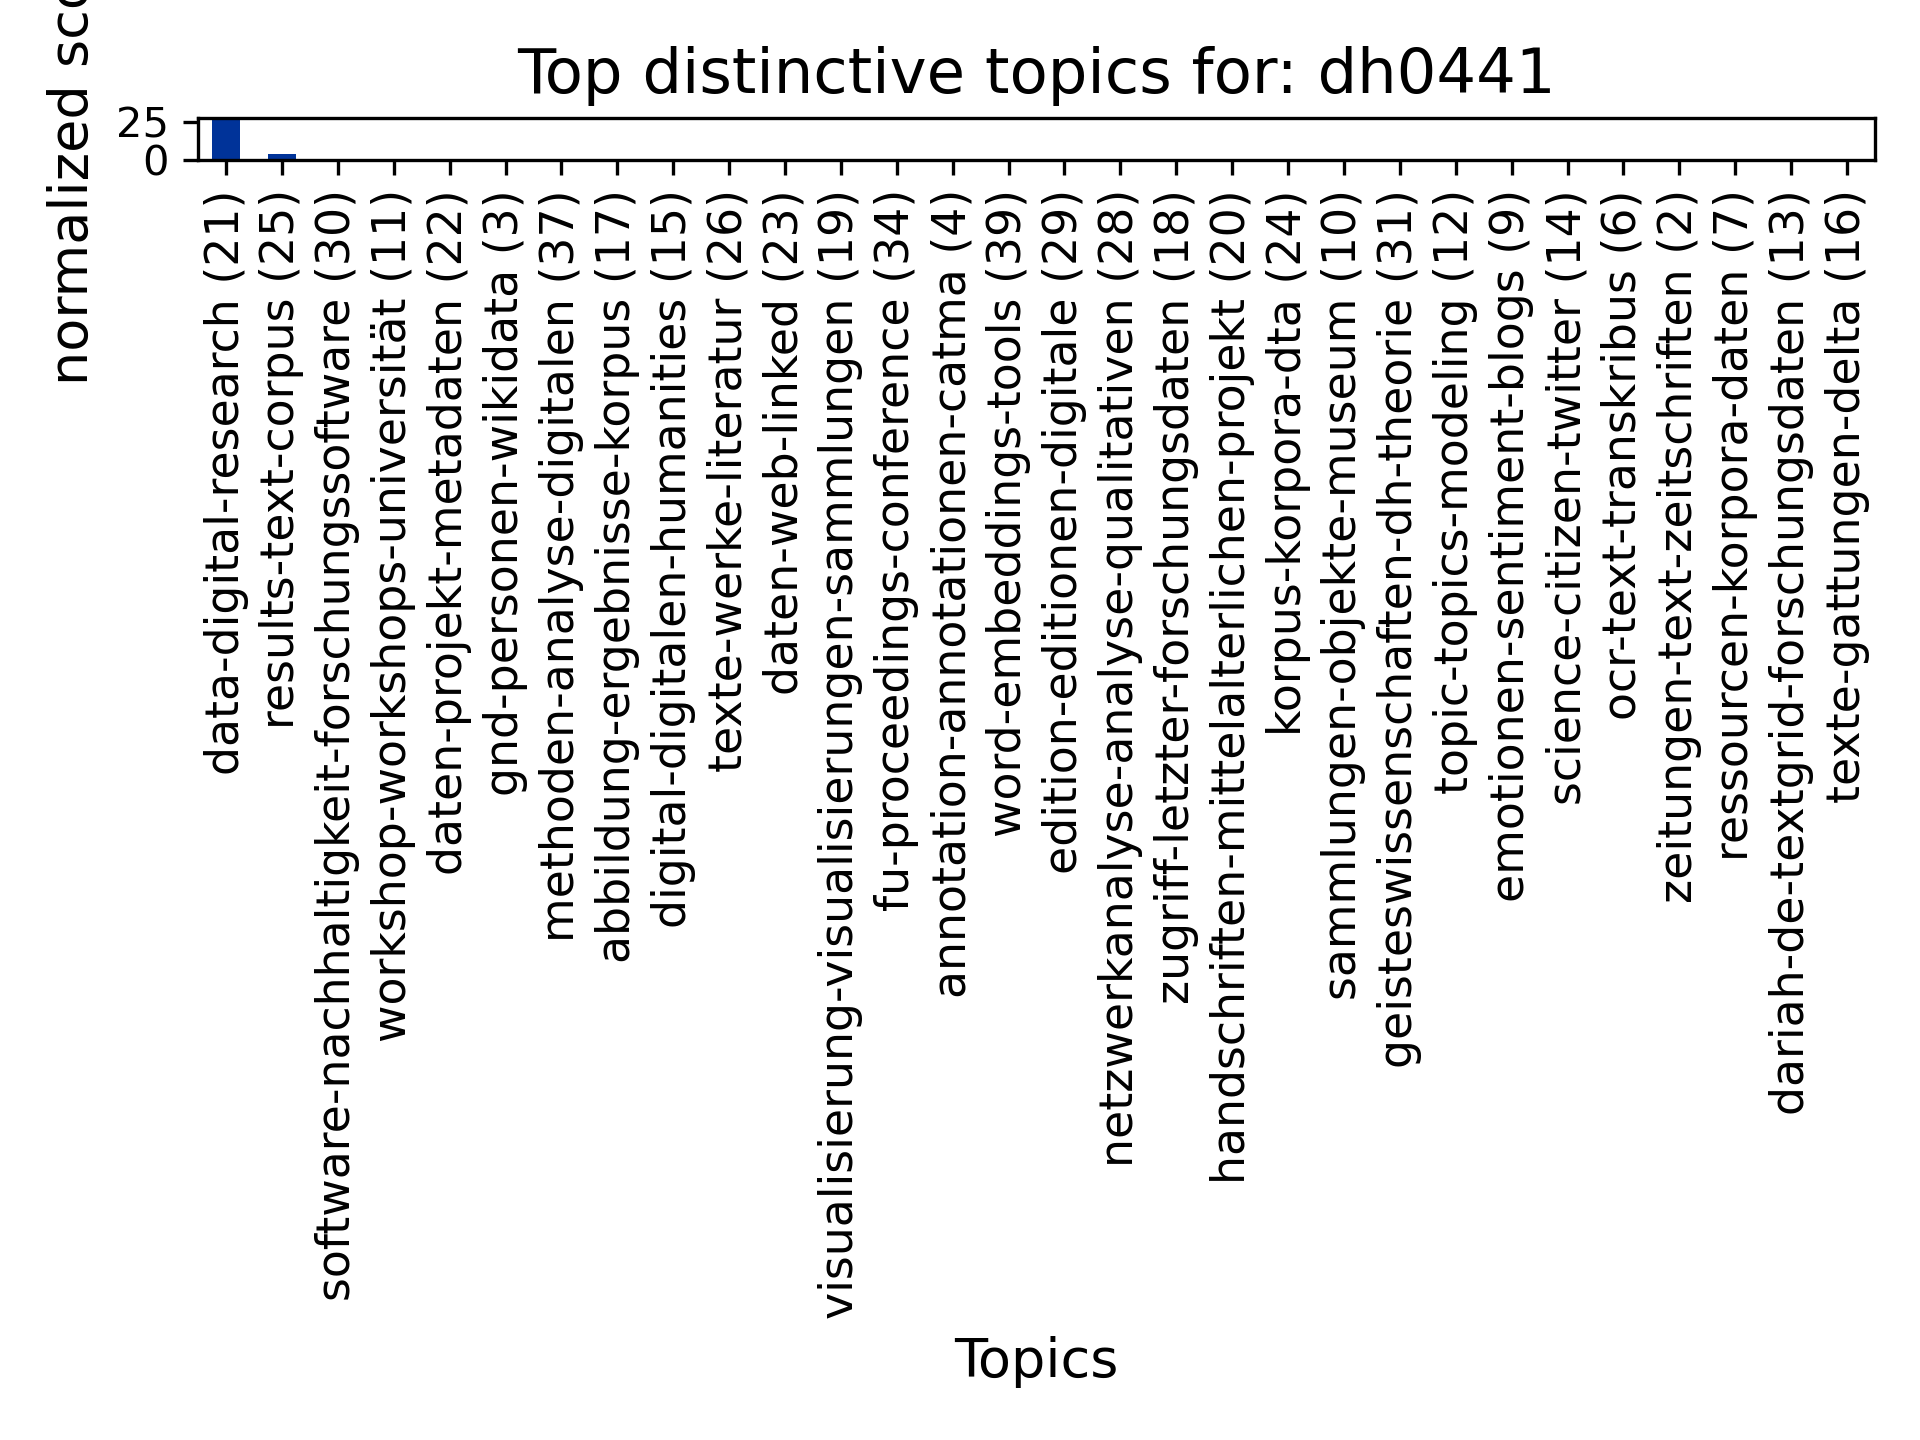 Top distinctive topics for: dh0441
normalized
25
0
data-digital-research (21)
results-text-corpus (25)
software-nachhaltigkeit-forschungssoftware (30)
workshop-workshops-universität (11)
daten-projekt-metadaten (22)
gnd-personen-wikidata (3)
methoden-analyse-digitalen (37)
abbildung-ergebnisse-korpus (17)
digital-digitalen-humanities (15)
texte-werke-literatur (26)
daten-web-linked (23)
visualisierung-visualisierungen-sammlungen (19)
fu-proceedings-conference (34)
annotation-annotationen-catma (4)
word-embeddings-tools (39)
edition-editionen-digitale (29)
netzwerkanalyse-analyse-qualitativen (28)
zugriff-letzter-forschungsdaten (18)
handschriften-mittelalterlichen-projekt (20)
korpus-korpora-dta (24)
sammlungen-objekte-museum (10)
geisteswissenschaften-dh-theorie (31)
topic-topics-modeling (12)
emotionen-sentiment-blogs (9)
science-citizen-twitter (14)
ocr-text-transkribus (6)
zeitungen-text-zeitschriften (2)
ressourcen-korpora-daten (7)
dariah-de-textgrid-forschungsdaten (13)
texte-gattungen-delta (16)
Topics